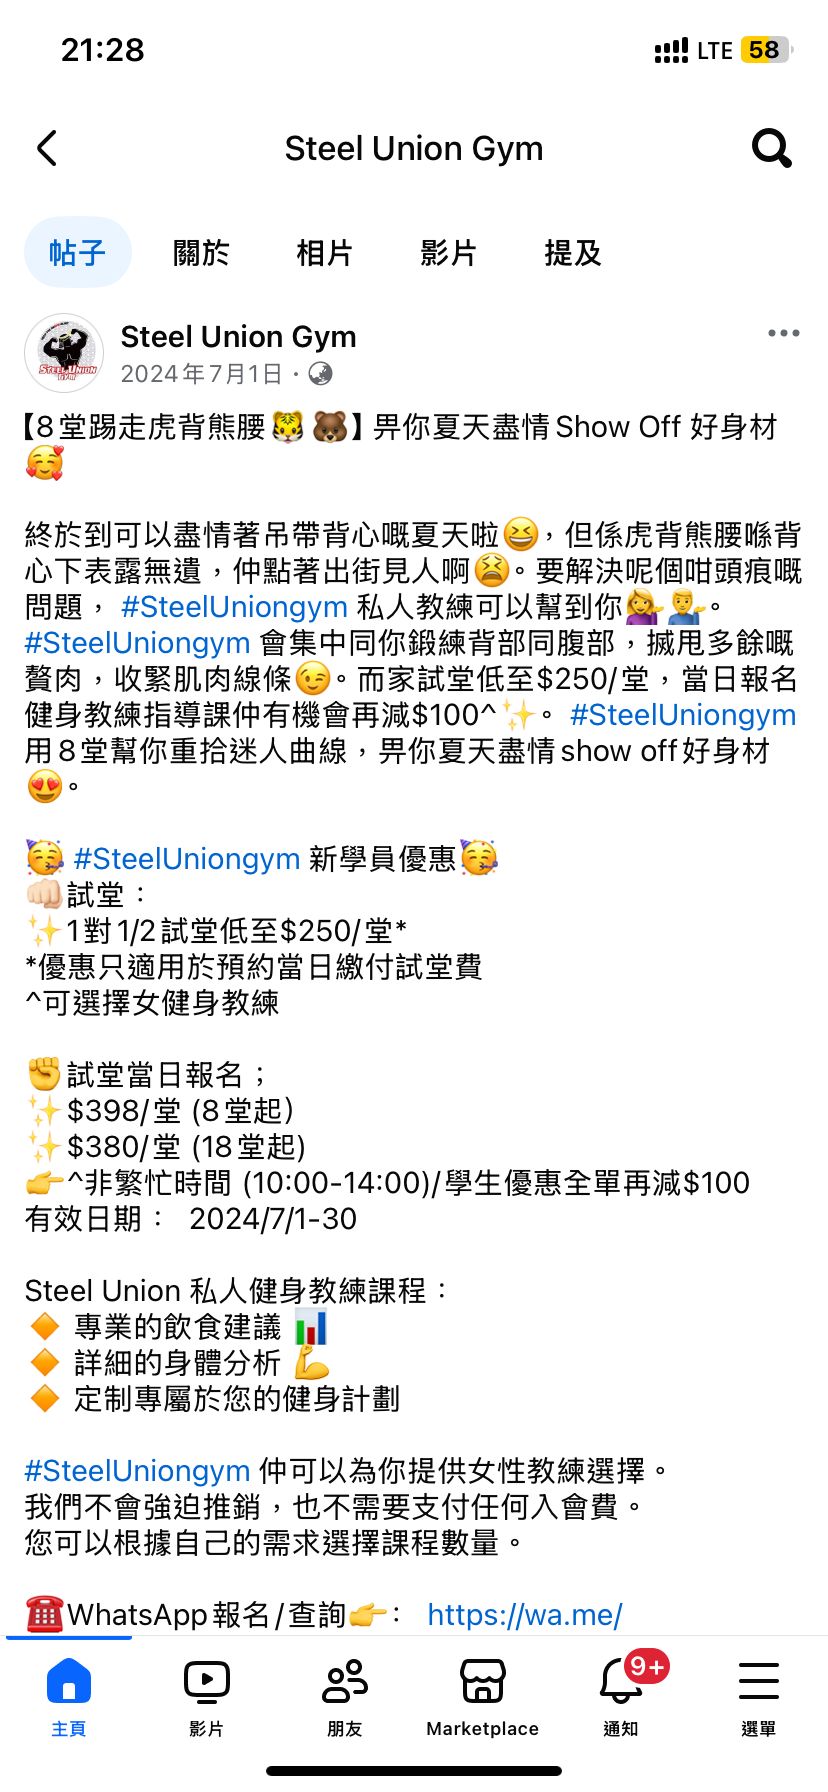 21:28
LTE 58
Steel Union Gym
帖子 關於 相片 影片 提及
Steel Union Gym
2024年7月1日 ·
【8堂踢走虎背熊腰🐯🐻】畀你夏天盡情Show Off 好身材
🥰
終於到可以盡情著吊帶背心嘅夏天啦😆，但係虎背熊腰喺背
心下表露無遺，仲點著出街見人啊😫。要解決呢個咁頭痕嘅
問題， #SteelUniongym 私人教練可以幫到你💁‍♀️💁‍♂️。
#SteelUniongym 會集中同你鍛練背部同腹部，搣甩多餘嘅
贅肉，收緊肌肉線條😉。而家試堂低至$250/堂，當日報名
健身教練指導課仲有機會再減$100^✨。 #SteelUniongym
用8堂幫你重拾迷人曲線，畀你夏天盡情show off好身材
😍。
🥳 #SteelUniongym 新學員優惠🥳
👊🏻試堂：
✨1對1/2試堂低至$250/堂*
*優惠只適用於預約當日繳付試堂費
^可選擇女健身教練
✊試堂當日報名；
✨$398/堂 (8堂起)
✨$380/堂 (18堂起)
👉^非繁忙時間 (10:00-14:00)/學生優惠全單再減$100
有效日期： 2024/7/1-30
Steel Union 私人健身教練課程：
🔸 專業的飲食建議 📊
🔸 詳細的身體分析 💪
🔸 定制專屬於您的健身計劃
#SteelUniongym 仲可以為你提供女性教練選擇。
我們不會強迫推銷，也不需要支付任何入會費。
您可以根據自己的需求選擇課程數量。
☎️WhatsApp報名/查詢👉： https://wa.me/
9+
主頁 影片 朋友 Marketplace 通知 選單